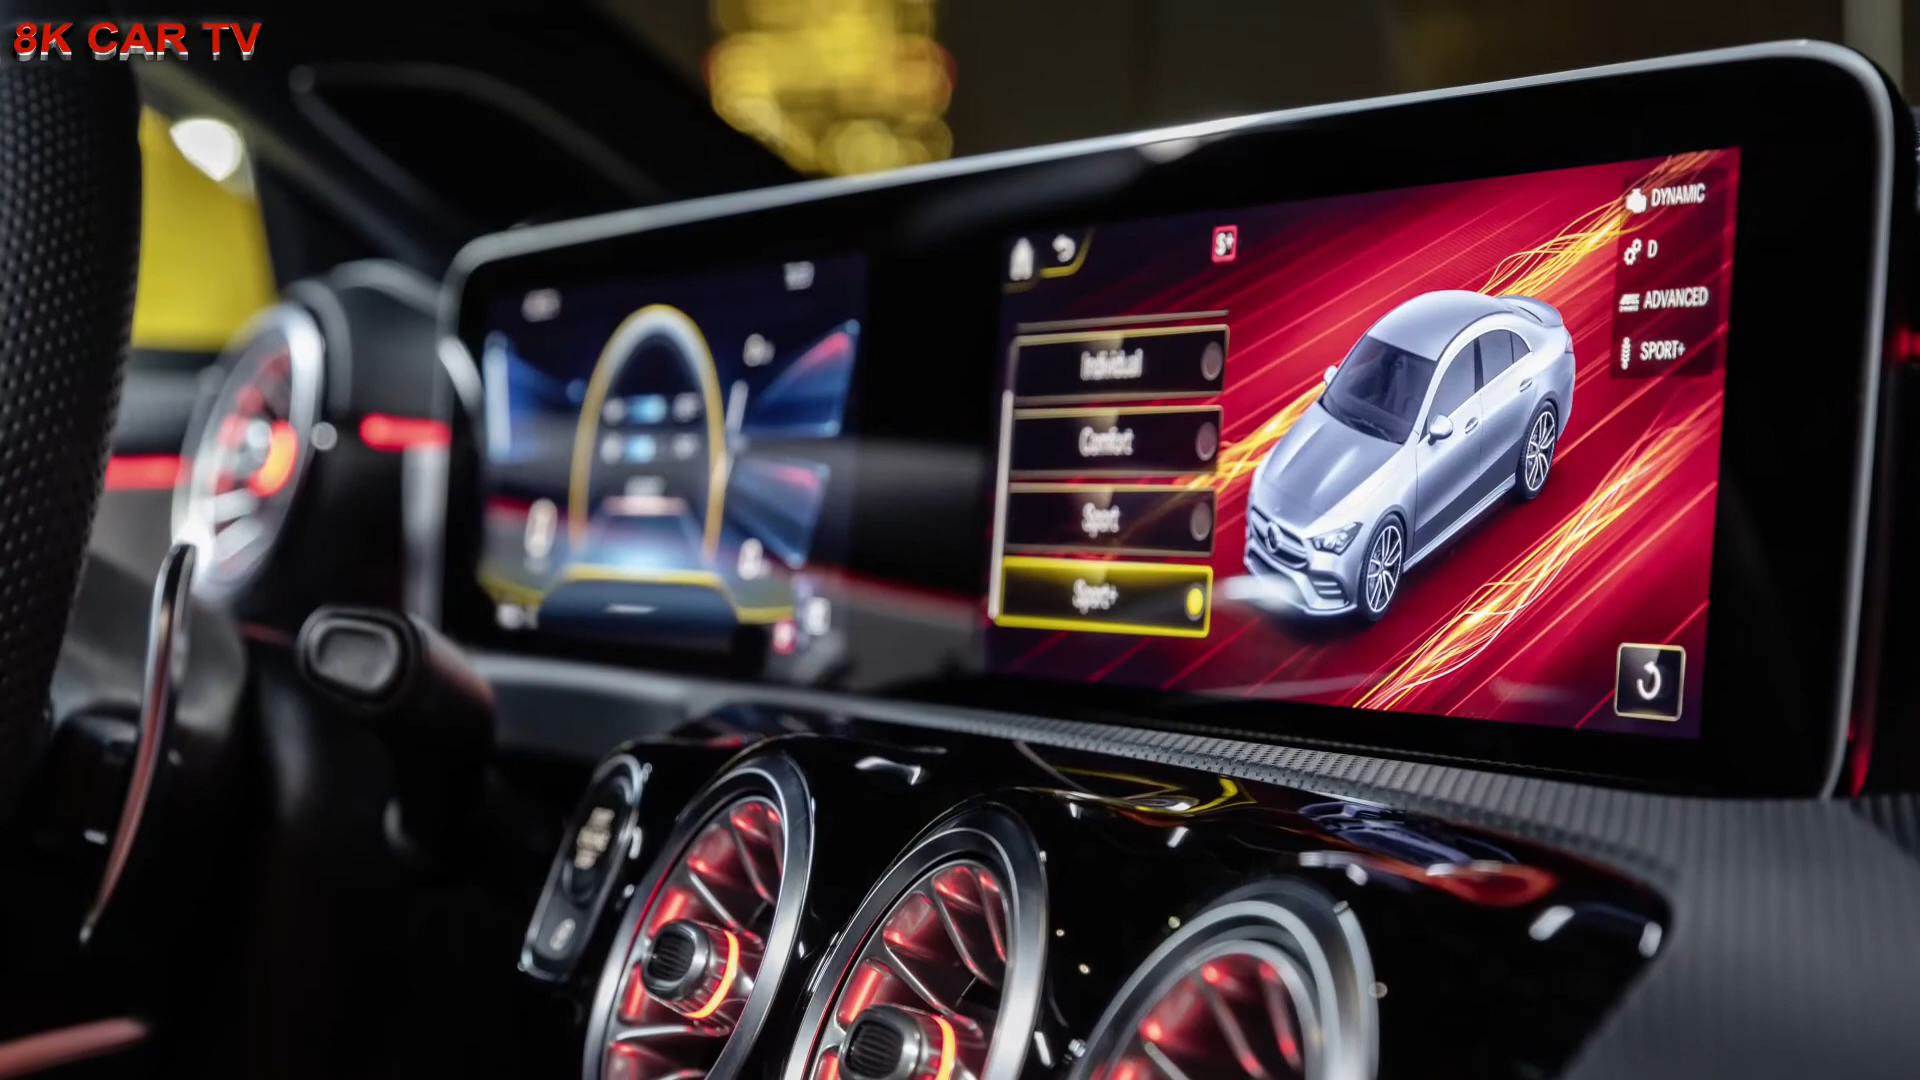 8K CAR TV
S+
DYNAMIC
D
ADVANCED
SPORT+
Individual
Comfort
Sport
Sport+